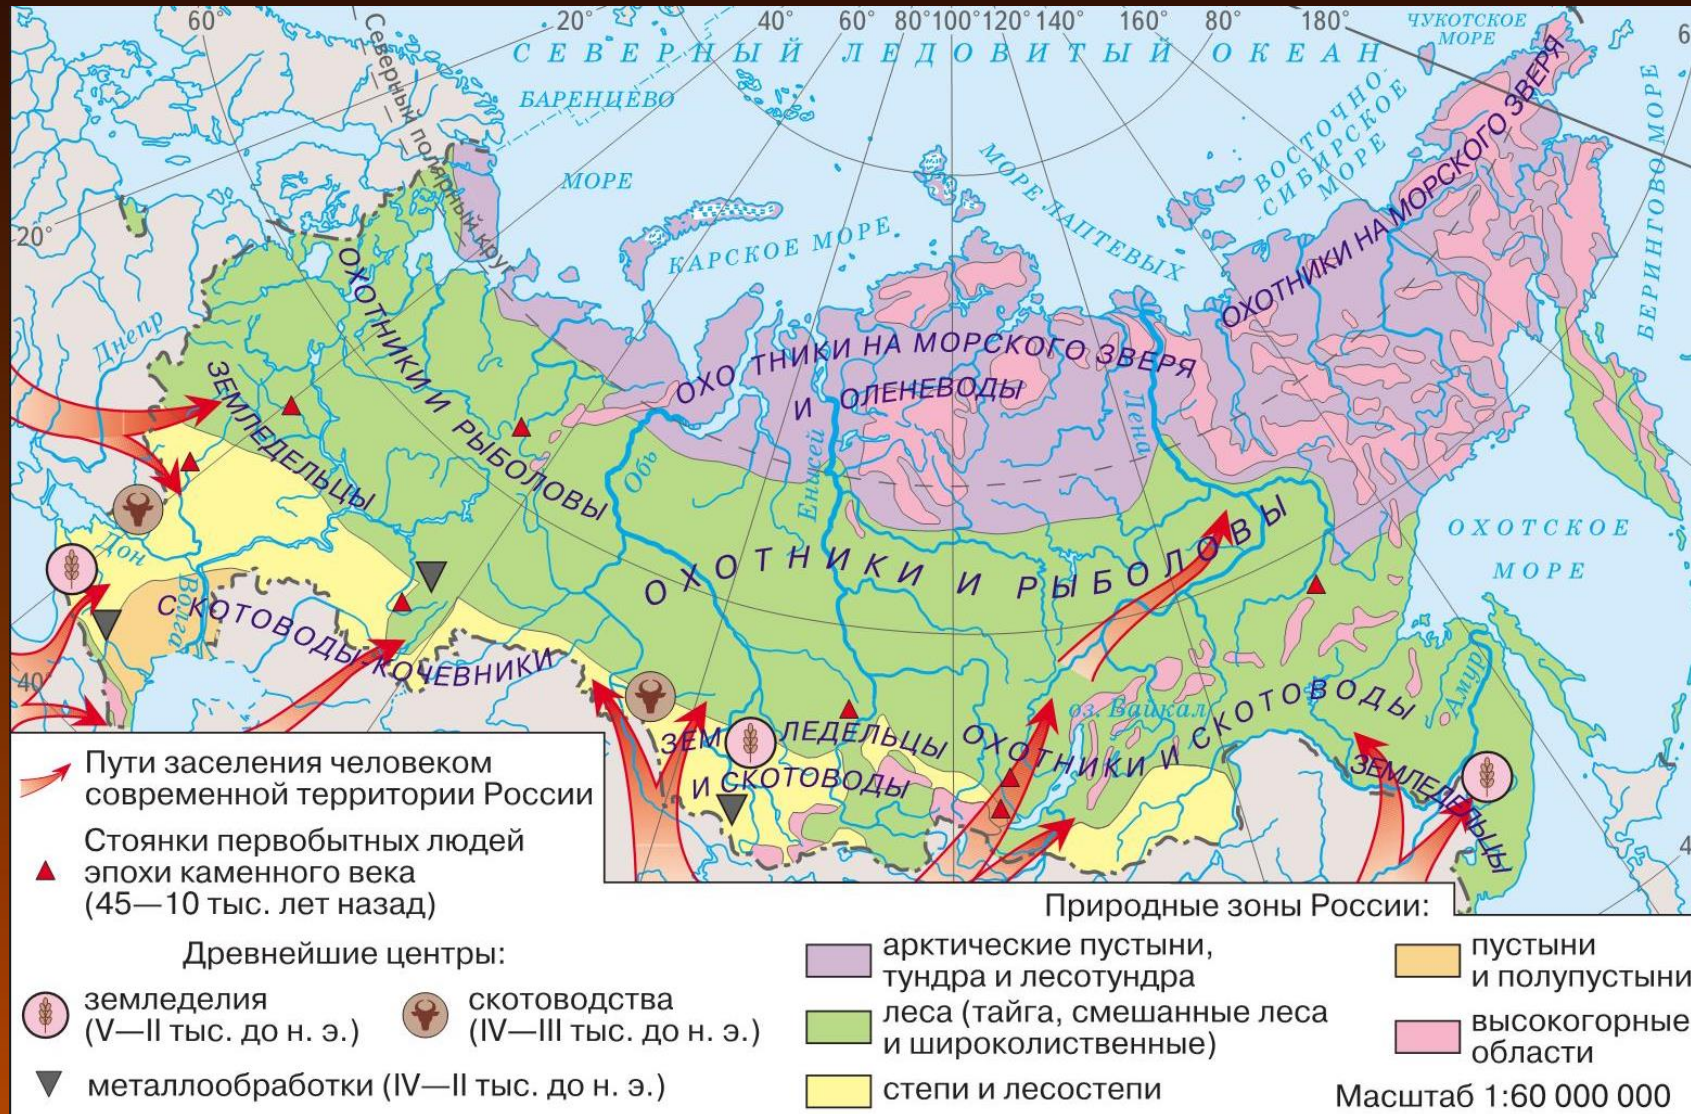 60°
20°
40°
60°
80°
100°
120°
140°
160°
80°
180°
6
ЧУКОТСКОЕ
МОРЕ
СЕВЕРНЫЙ ЛЕДОВИТЫЙ ОКЕАН
Северный полярный круг
БАРЕНЦЕВО
МОРЕ
КАРСКОЕ МОРЕ
МОРЕ ЛАПТЕВЫХ
ВОСТОЧНО-
-СИБИРСКОЕ
МОРЕ
БЕРИНГОВО МОРЕ
ОХОТНИКИ НА МОРСКОГО ЗВЕРЯ
20°
Днепр
ОХОТНИКИ И РЫБОЛОВЫ
ЗЕМЛЕДЕЛЬЦЫ
ОХОТНИКИ НА МОРСКОГО ЗВЕРЯ
И ОЛЕНЕВОДЫ
Обь
Енисей
Лена
ОХОТНИКИ И РЫБОЛОВЫ
ОХОТСКОЕ
МОРЕ
Дон
Волга
СКОТОВОДЫ-КОЧЕВНИКИ
40°
оз. Байкал
Амур
ЗЕМЛЕДЕЛЬЦЫ
И СКОТОВОДЫ
ОХОТНИКИ И СКОТОВОДЫ
ЗЕМЛЕДЕЛЬЦЫ
4
Пути заселения человеком
современной территории России
Стоянки первобытных людей
эпохи каменного века
(45—10 тыс. лет назад)
Древнейшие центры:
земледелия
(V—II тыс. до н. э.)
скотоводства
(IV—III тыс. до н. э.)
металлообработки (IV—II тыс. до н. э.)
Природные зоны России:
арктические пустыни,
тундра и лесотундра
леса (тайга, смешанные леса
и широколиственные)
степи и лесостепи
пустыни
и полупустыни
высокогорные
области
Масштаб 1:60 000 000